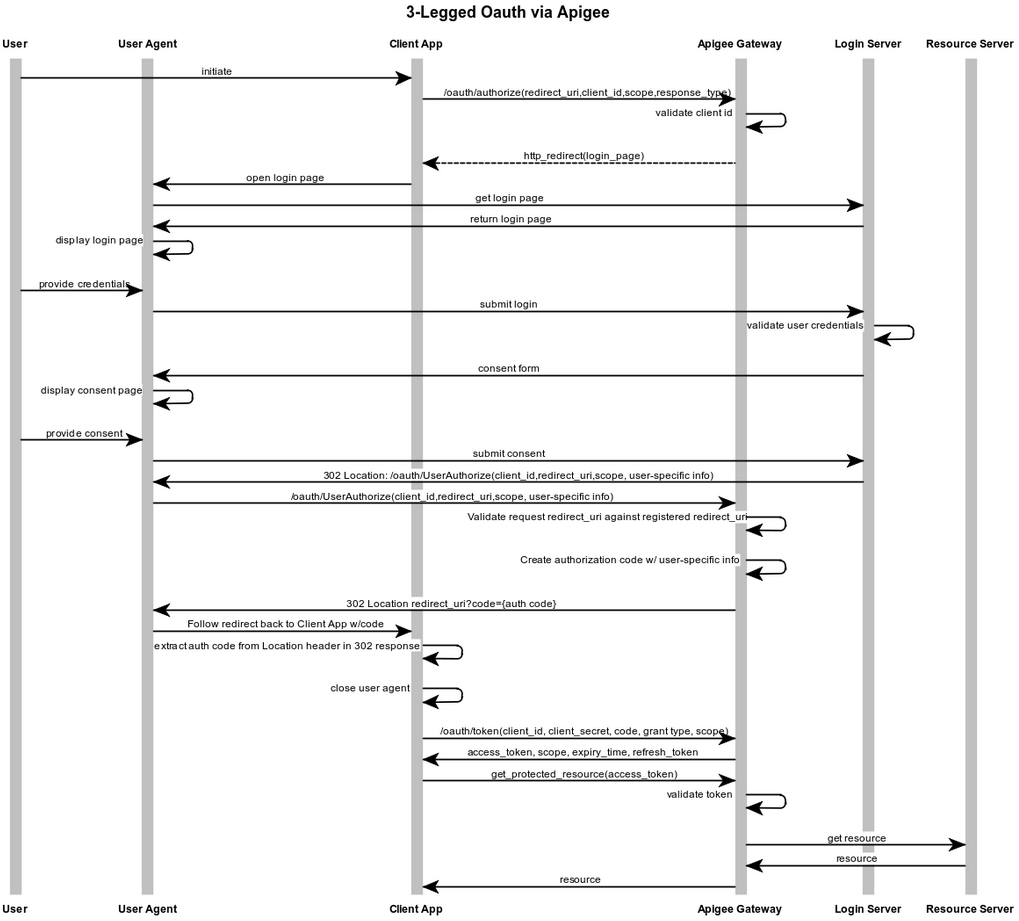 3-Legged Oauth via Apigee
User User Agent Client App Apigee Gateway Login Server Resource Server
initiate
/oauth/authorize(redirect_uri,client_id,scope,response_type)
validate client id
http_redirect(login_page)
open login page
get login page
return login page
display login page
provide credentials
submit login
validate user credentials
consent form
display consent page
provide consent
submit consent
302 Location: /oauth/UserAuthorize(client_id,redirect_uri,scope, user-specific info)
/oauth/UserAuthorize(client_id,redirect_uri,scope, user-specific info)
Validate request redirect_uri against registered redirect_uri
Create authorization code w/ user-specific info
302 Location redirect_uri?code={auth code}
Follow redirect back to Client App w/code
extract auth code from Location header in 302 response
close user agent
/oauth/token(client_id, client_secret, code, grant type, scope)
access_token, scope, expiry_time, refresh_token
get_protected_resource(access_token)
validate token
get resource
resource
resource
User User Agent Client App Apigee Gateway Login Server Resource Server